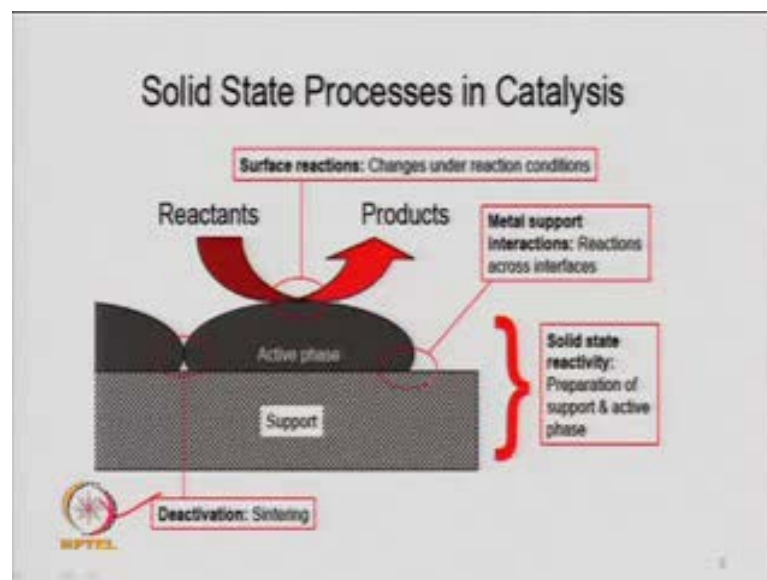 Solid State Processes in Catalysis
Surface reactions: Changes under reaction conditions
Reactants
Products
Metal support
interactions: Reactions
across interfaces
Active phase
Solid state
reactivity:
Preparation of
support & active
phase
Support
Deactivation: Sintering
NPTEL